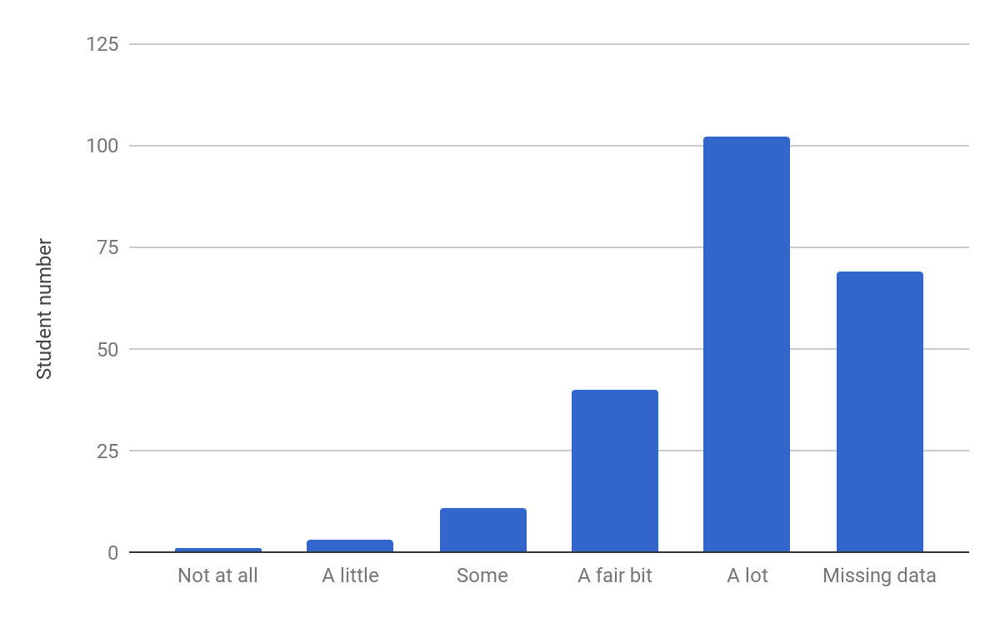 125
100
75
50
25
0
Student number
Not at all
A little
Some
A fair bit
A lot
Missing data